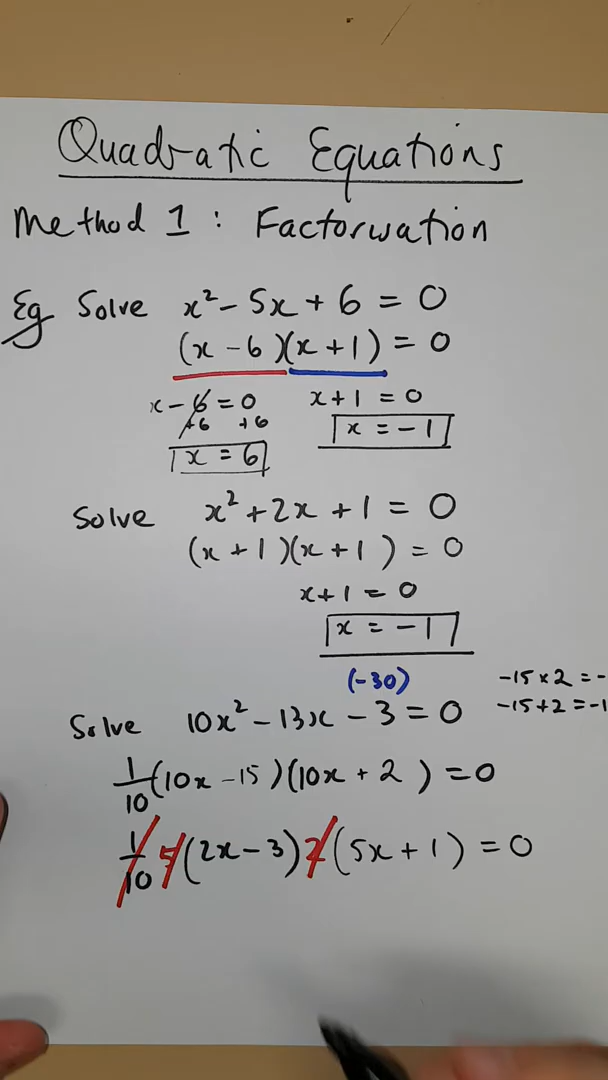 Quadratic Equations
Method 1 : Factorisation
Eg Solve x² - 5x + 6 = 0
(x - 6)(x + 1) = 0
x - 6 = 0 x + 1 = 0
+6 +6 x = -1
x = 6
Solve x² + 2x + 1 = 0
(x + 1)(x + 1) = 0
x + 1 = 0
x = -1
(-30) -15 × 2 = -
Solve 10x² - 13x - 3 = 0 -15 + 2 = -1
1/10 (10x - 15)(10x + 2) = 0
1/10 5(2x - 3) 2(5x + 1) = 0